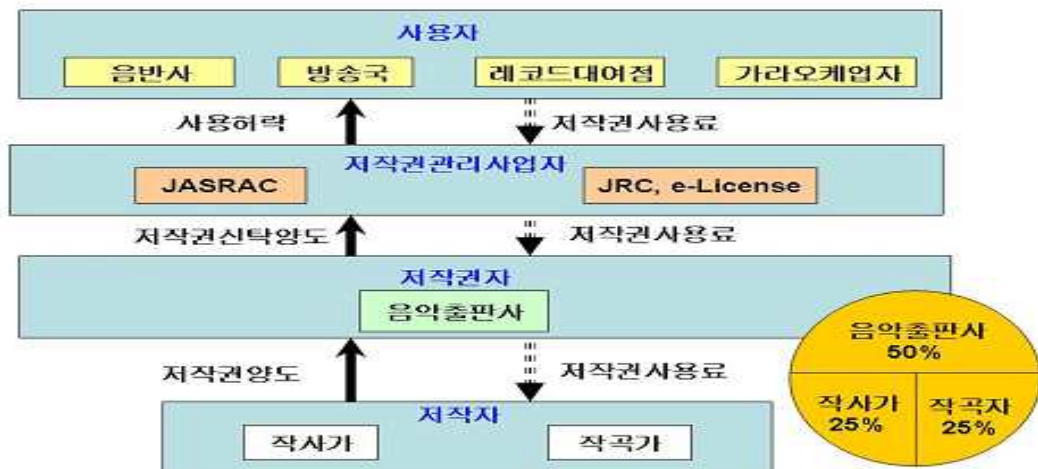 사용자
음반사 방송국 레코드대여점 가라오케업자
사용허락 저작권사용료
저작권관리사업자
JASRAC JRC, e-License
저작권신탁양도 저작권사용료
저작권자
음악출판사
저작권양도 저작권사용료
저작자
작사가 작곡가
음악출판사
50%
작사가 작곡자
25% 25%